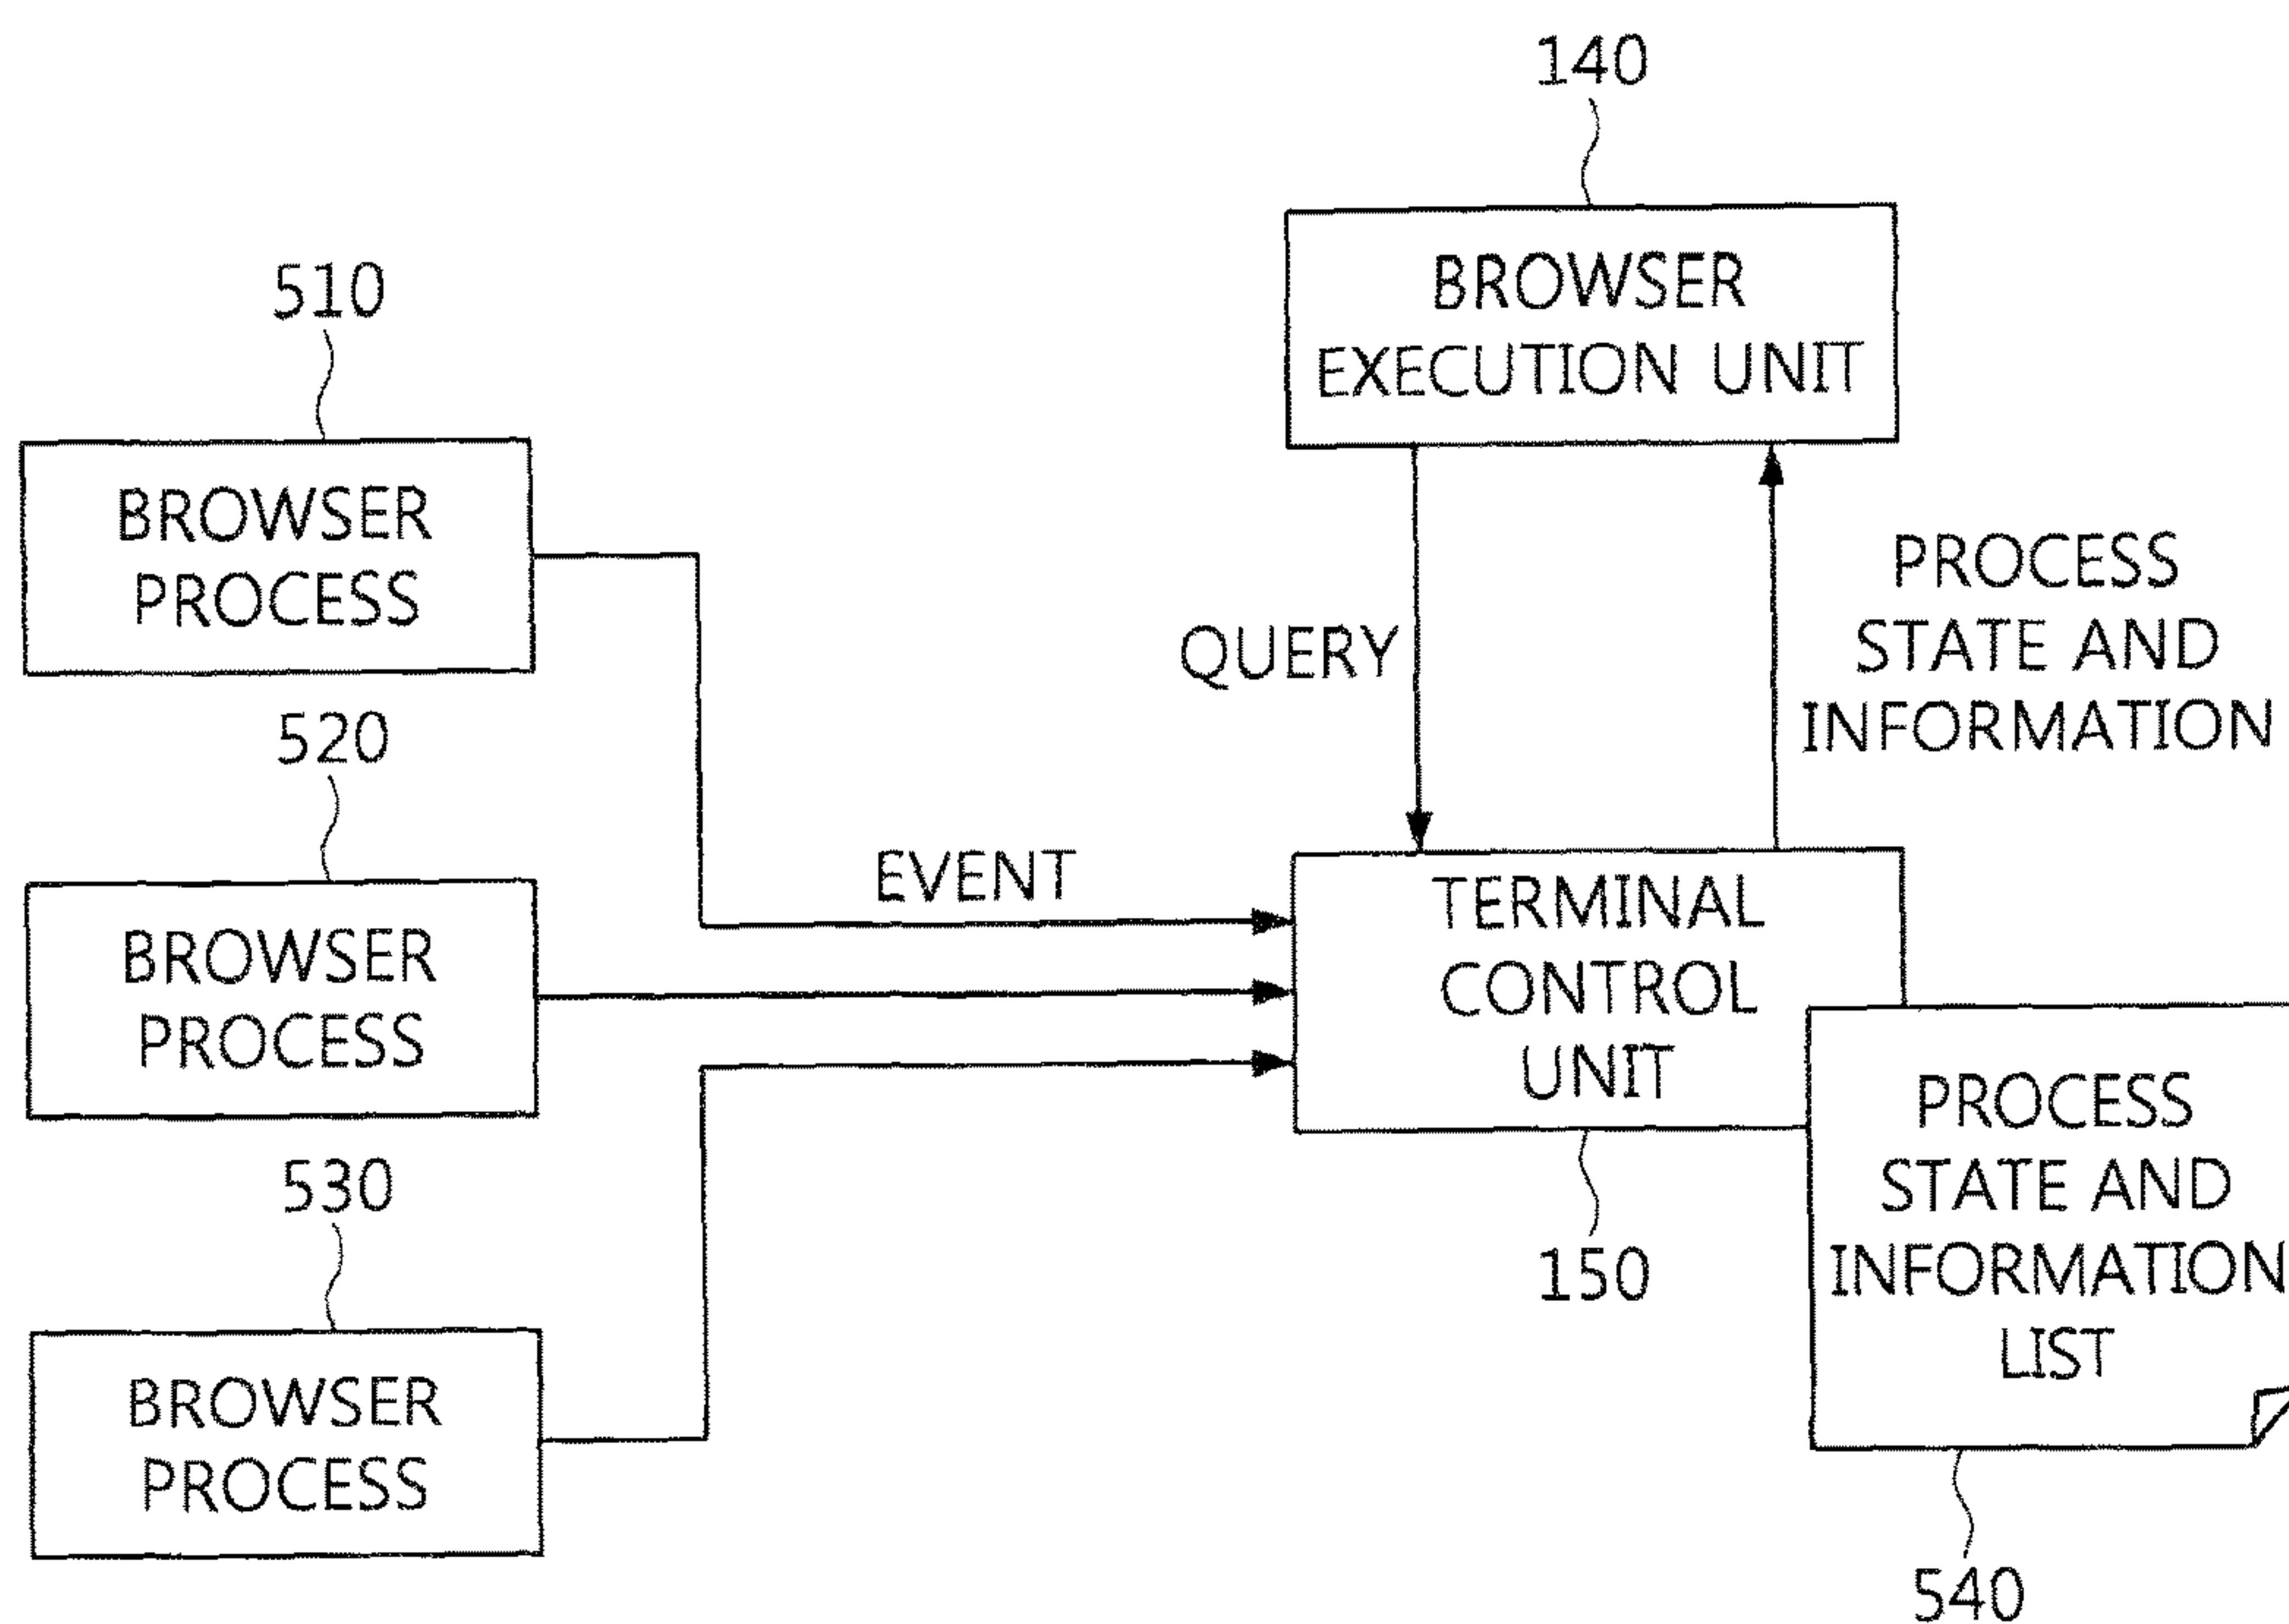 140
BROWSER
EXECUTION UNIT
510
BROWSER
PROCESS
QUERY
PROCESS
STATE AND
INFORMATION
520
BROWSER
PROCESS
EVENT
TERMINAL
CONTROL
UNIT
150
530
BROWSER
PROCESS
PROCESS
STATE AND
INFORMATION
LIST
540